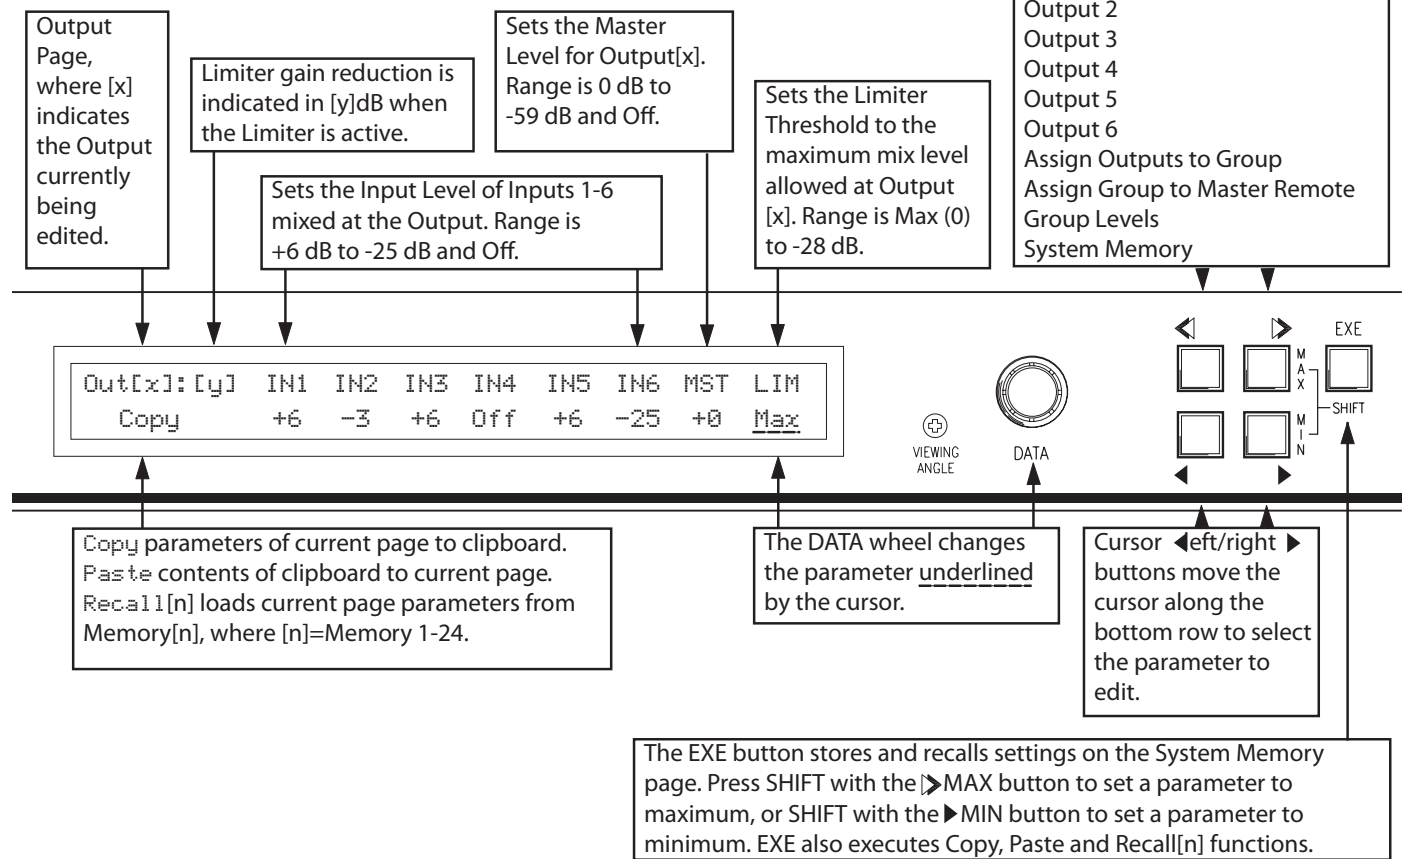 Output
Page,
where [x]
indicates
the Output
currently
being
edited.
Limiter gain reduction is
indicated in [y]dB when
the Limiter is active.
Sets the Input Level of Inputs 1-6
mixed at the Output. Range is
+6 dB to -25 dB and Off.
Sets the Master
Level for Output[x].
Range is 0 dB to
-59 dB and Off.
Sets the Limiter
Threshold to the
maximum mix level
allowed at Output
[x]. Range is Max (0)
to -28 dB.
Output 2
Output 3
Output 4
Output 5
Output 6
Assign Outputs to Group
Assign Group to Master Remote
Group Levels
System Memory
Out[x]:[y] IN1 IN2 IN3 IN4 IN5 IN6 MST LIM
Copy +6 -3 +6 Off +6 -25 +0 Max
VIEWING
ANGLE
DATA
EXE
MAX
SHIFT
MIN
Copy parameters of current page to clipboard.
Paste contents of clipboard to current page.
Recall[n] loads current page parameters from
Memory[n], where [n]=Memory 1-24.
The DATA wheel changes
the parameter underlined
by the cursor.
Cursor ◀eft/right ▶
buttons move the
cursor along the
bottom row to select
the parameter to
edit.
The EXE button stores and recalls settings on the System Memory
page. Press SHIFT with the ▷▶MAX button to set a parameter to
maximum, or SHIFT with the ▶MIN button to set a parameter to
minimum. EXE also executes Copy, Paste and Recall[n] functions.